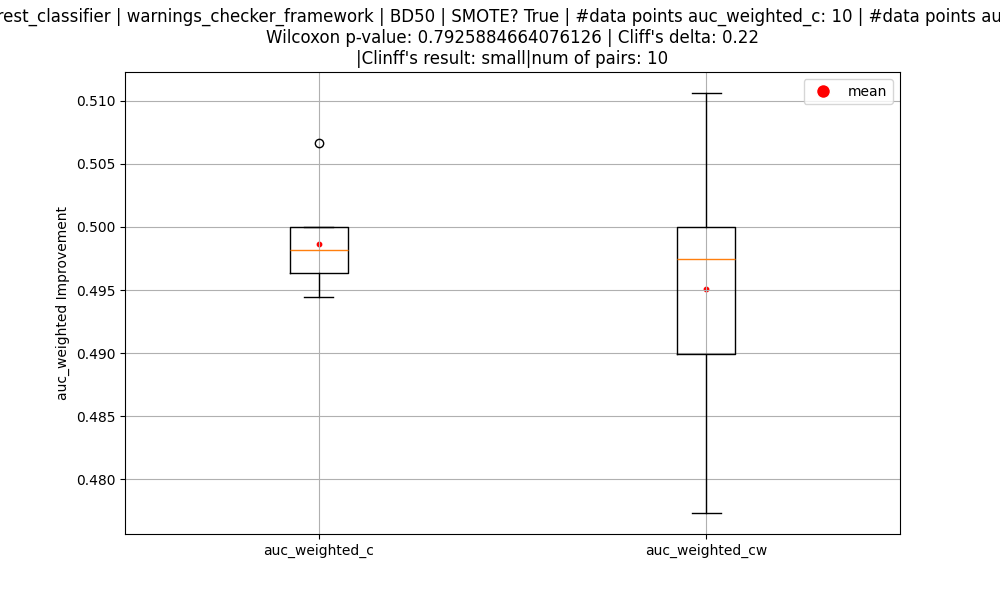 rest_classifier | warnings_checker_framework | BD50 | SMOTE? True | #data points auc_weighted_c: 10 | #data points au
Wilcoxon p-value: 0.7925884664076126 | Cliff's delta: 0.22
|Clinff's result: small|num of pairs: 10
mean
0.510
0.505
0.500
0.495
0.490
0.485
0.480
auc_weighted Improvement
auc_weighted_c
auc_weighted_cw